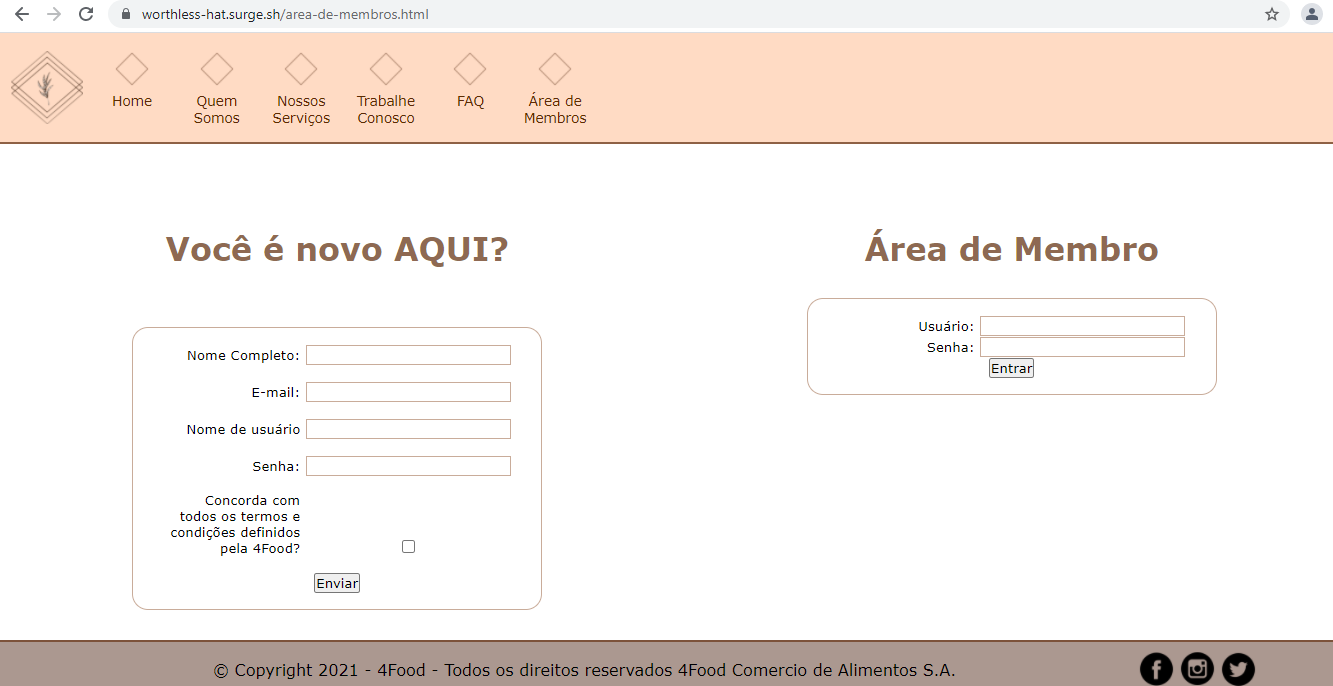 worthless-hat.surge.sh/area-de-membros.html
Home
Quem
Somos
Nossos
Serviços
Trabalhe
Conosco
FAQ
Área de
Membros
Você é novo AQUI?
Nome Completo:
E-mail:
Nome de usuário
Senha:
Concorda com
todos os termos e
condições definidos
pela 4Food?
Enviar
Área de Membro
Usuário:
Senha:
Entrar
© Copyright 2021 - 4Food - Todos os direitos reservados 4Food Comercio de Alimentos S.A.